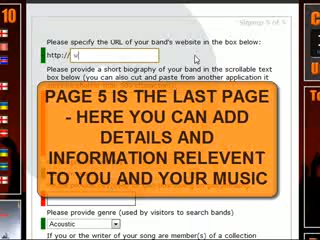 10
Signup 5 of 5
Please specify the URL of your band's website in the box below:
http:// w
Please provide a short biography of your band in the scrollable text
box below (you can also cut and paste from another application it
PAGE 5 IS THE LAST PAGE
- HERE YOU CAN ADD
DETAILS AND
INFORMATION RELEVENT
TO YOU AND YOUR MUSIC
Please provide genre (used by visitors to search bands)
Acoustic
If you or the writer of your song are member(s) of a collection